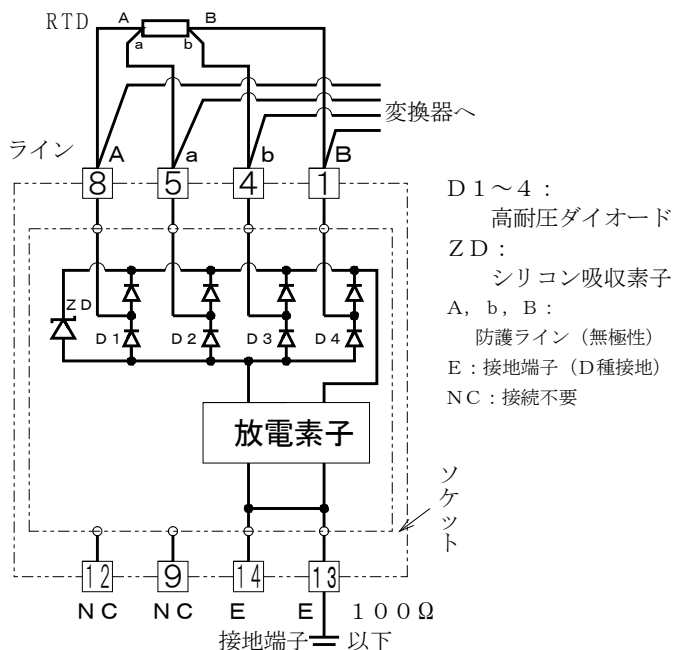 RTD A B
a b
変換器へ
ライン A a b B
8 5 4 1
D1～4：
高耐圧ダイオード
ZD：
シリコン吸収素子
A, b, B：
防護ライン（無極性）
E：接地端子（D種接地）
NC：接続不要
ZD
D1 D2 D3 D4
放電素子
ソケット
12 9 14 13
NC NC E E 100Ω
接地端子 以下